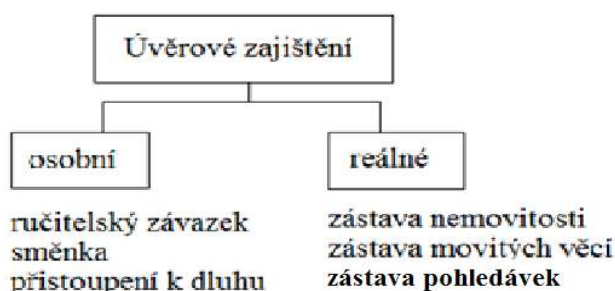 Úvěrové zajištění
osobní
reálné
ručitelský závazek
směnka
přistoupení k dluhu
zástava nemovitosti
zástava movitých věcí
zástava pohledávek